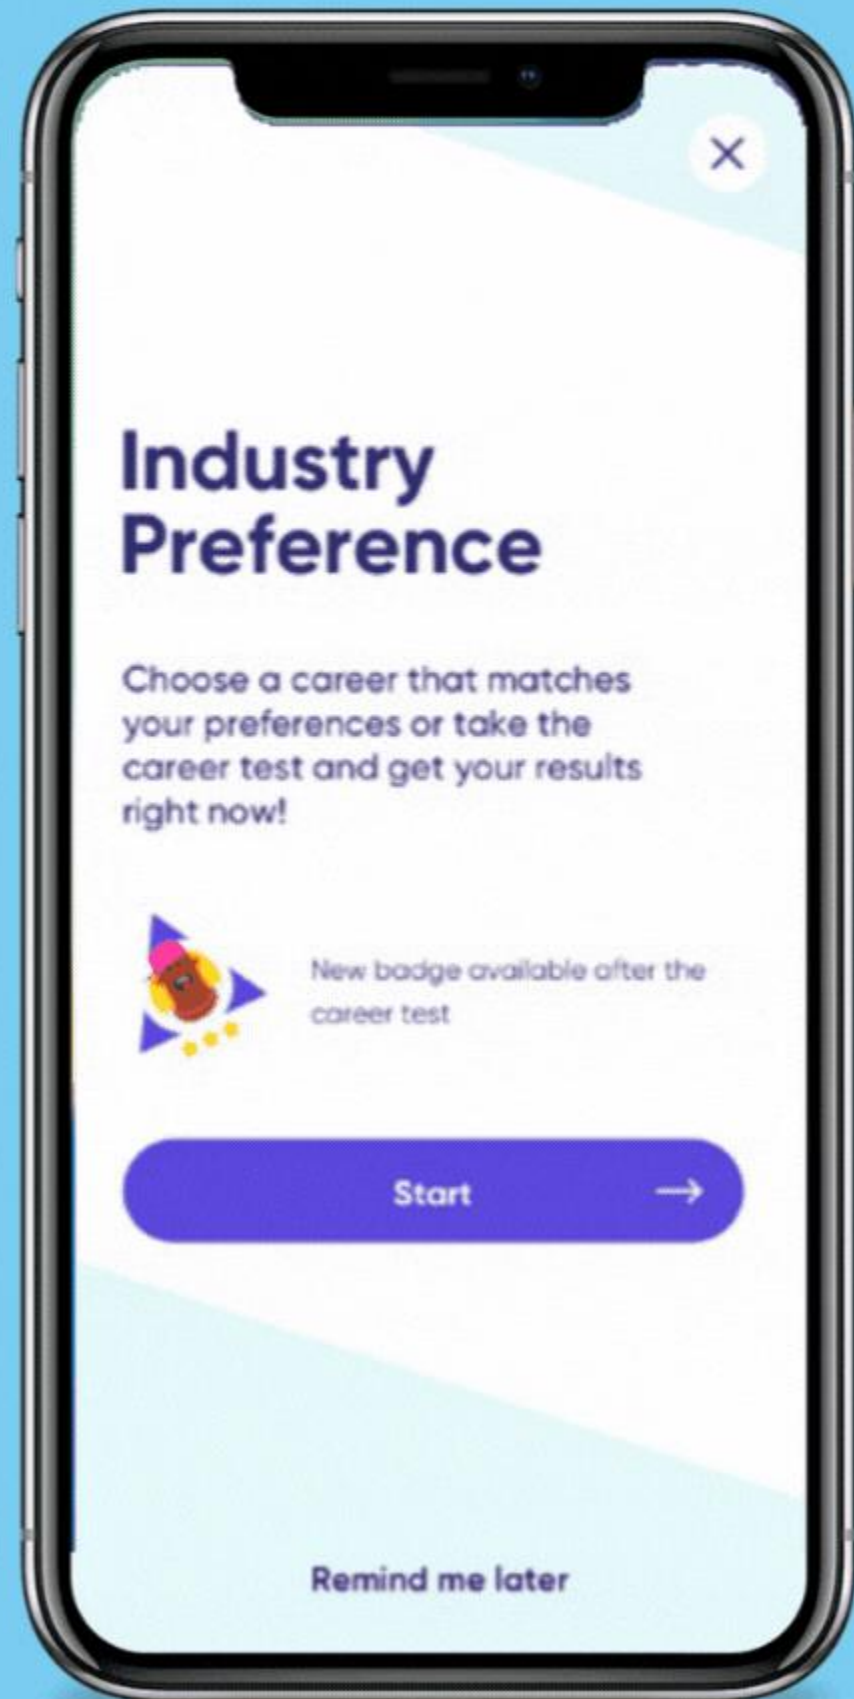 Industry
Preference
Choose a career that matches
your preferences or take the
career test and get your results
right now!
New badge available after the
career test
Start
Remind me later